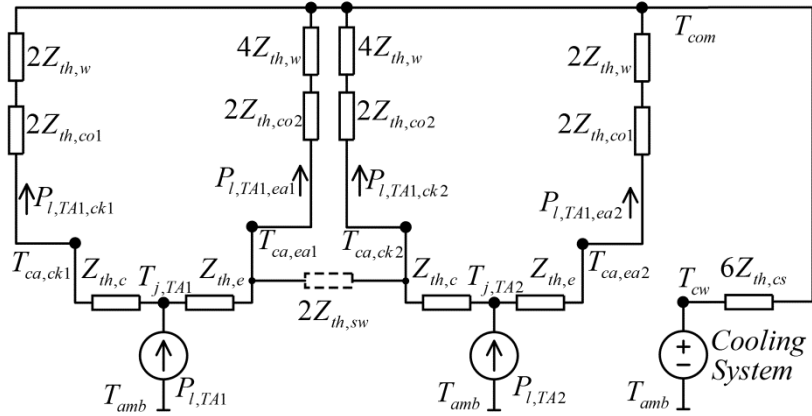 T_com
2Z_th,w 4Z_th,w 4Z_th,w 2Z_th,w
2Z_th,co1 2Z_th,co2 2Z_th,co2 2Z_th,co1
P_l,TA1,ck1 P_l,TA1,ea1 P_l,TA1,ck2 P_l,TA1,ea2
T_ca,ck1 T_ca,ea1 T_ca,ck2 T_ca,ea2
Z_th,c T_j,TA1 Z_th,e 2Z_th,sw Z_th,c T_j,TA2 Z_th,e T_cw 6Z_th,cs
P_l,TA1 P_l,TA2 Cooling
System
T_amb T_amb T_amb